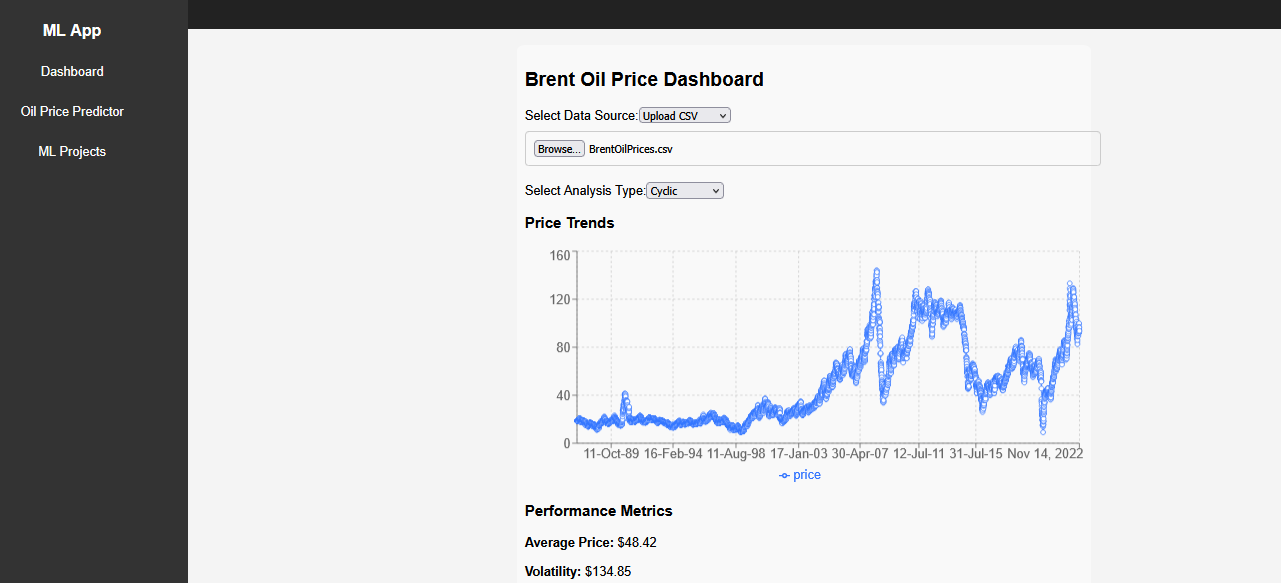 ML App
Dashboard
Oil Price Predictor
ML Projects
Brent Oil Price Dashboard
Select Data Source: Upload CSV
Browse... BrentOilPrices.csv
Select Analysis Type: Cyclic
Price Trends
160
120
80
40
0
11-Oct-89 16-Feb-94 11-Aug-98 17-Jan-03 30-Apr-07 12-Jul-11 31-Jul-15 Nov 14, 2022
price
Performance Metrics
Average Price: $48.42
Volatility: $134.85